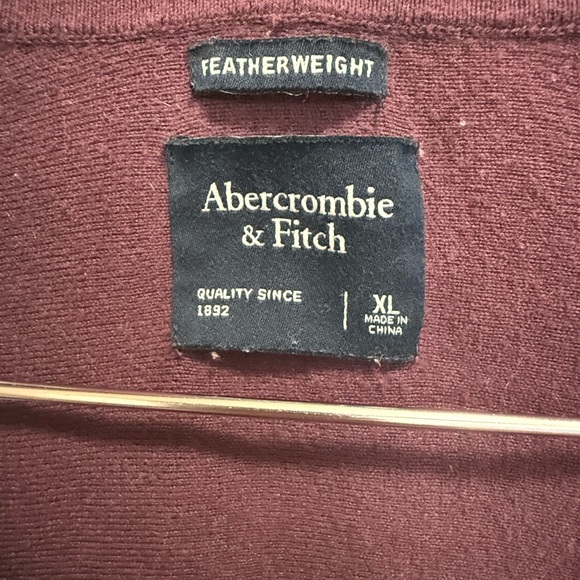 FEATHERWEIGHT
Abercrombie
& Fitch
QUALITY SINCE
1892
XL
MADE IN
CHINA